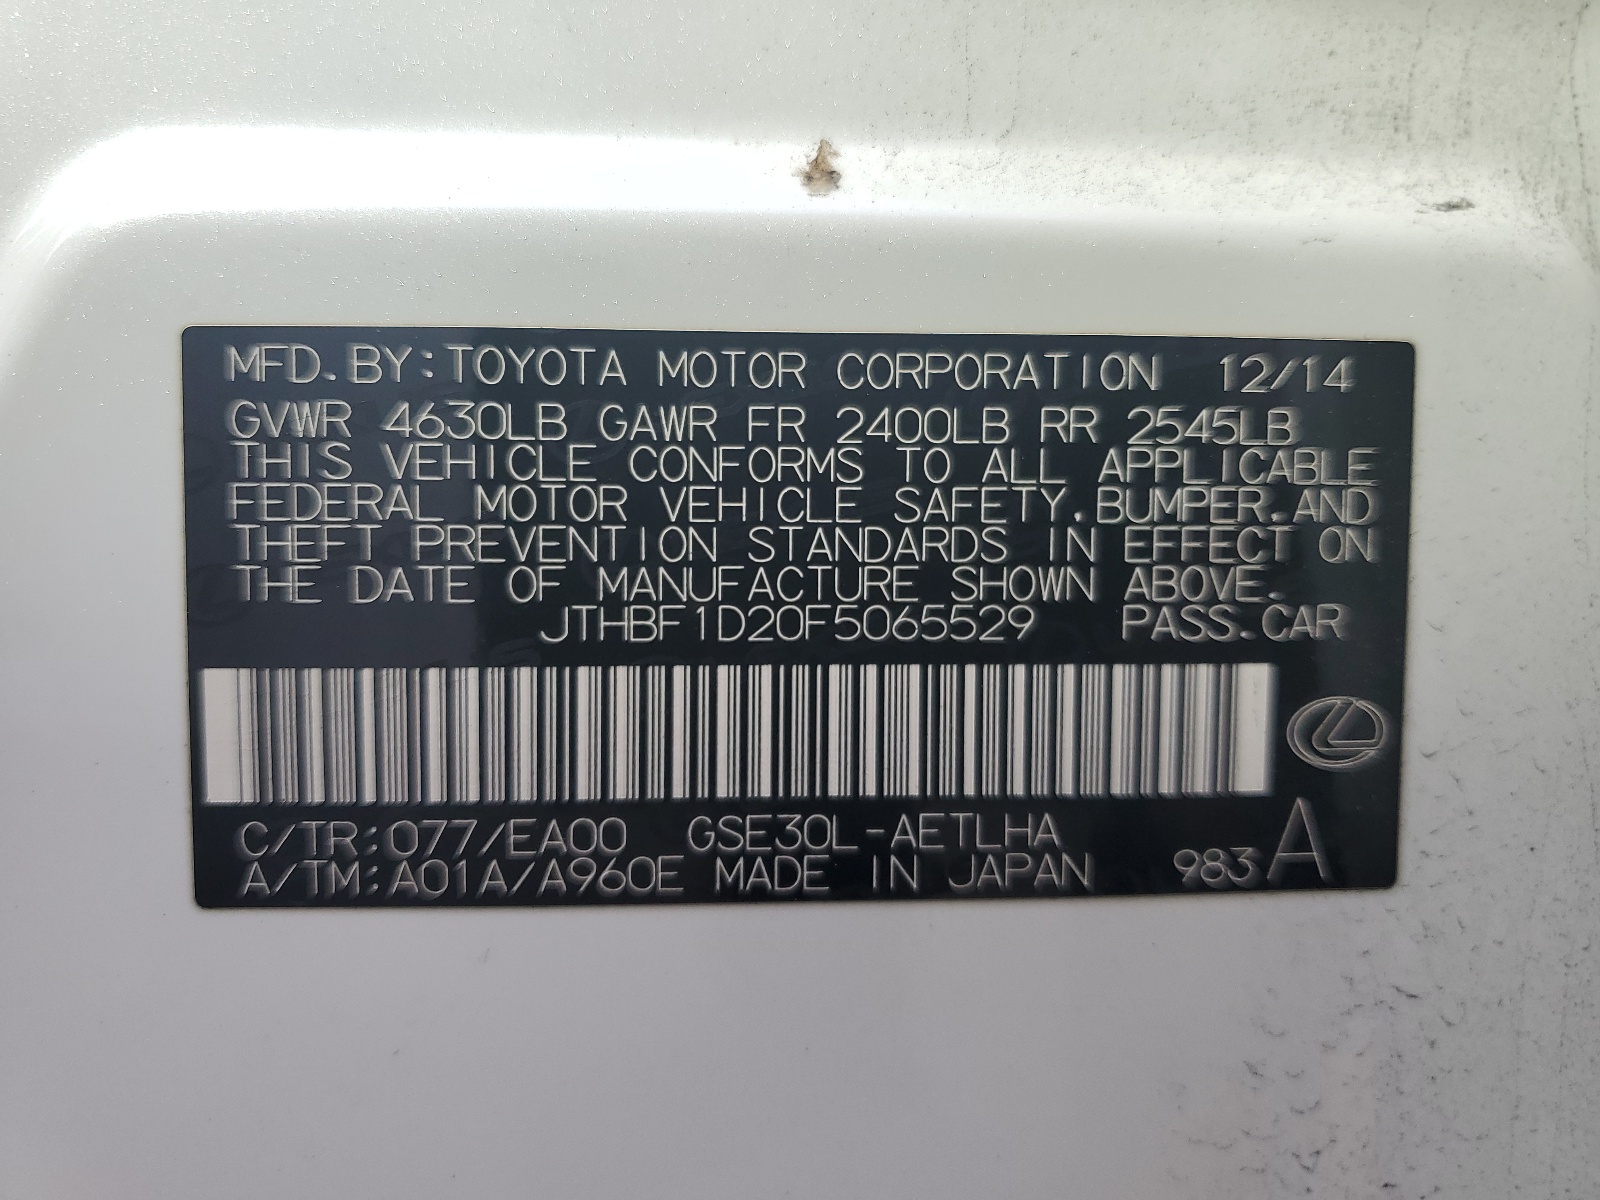 MFD. BY: TOYOTA MOTOR CORPORATION 12/14
GVWR 4630LB GAWR FR 2400LB RR 2545LB
THIS VEHICLE CONFORMS TO ALL APPLICABLE
FEDERAL MOTOR VEHICLE SAFETY, BUMPER, AND
THEFT PREVENTION STANDARDS IN EFFECT ON
THE DATE OF MANUFACTURE SHOWN ABOVE.
JTHBF1D20F5065529 PASS. CAR
C/TR: 077/EA00 GSE30L-AETLHA
A/TM: A01A/A960E MADE IN JAPAN 983 A